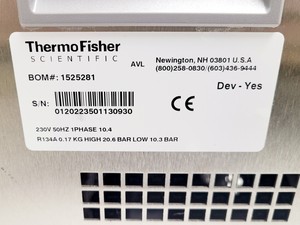 ThermoFisher
SCIENTIFIC
AVL
Newington, NH 03801 U.S.A
(800)258-0830/(603)436-9444
BOM#: 1525281
Dev - Yes
S/N:
0120223501130930
CE
230V 50HZ 1PHASE 10.4
R134A 0.17 KG HIGH 20.6 BAR LOW 10.3 BAR